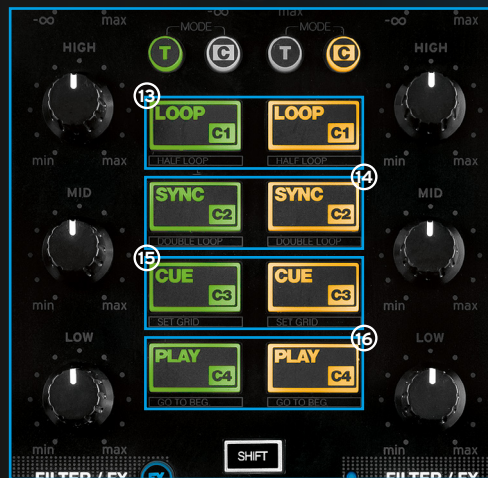 -∞ max -∞ max
MODE MODE
HIGH T C T C HIGH
13
LOOP LOOP
C1 C1
min max HALF LOOP HALF LOOP min max
14
MID SYNC SYNC MID
C2 C2
DOUBLE LOOP DOUBLE LOOP
15
CUE CUE
min max C3 C3 min max
SET GRID SET GRID
16
LOW PLAY PLAY LOW
C4 C4
GO TO BEG GO TO BEG
min max SHIFT min max
FILTER / FX FX FILTER / FX